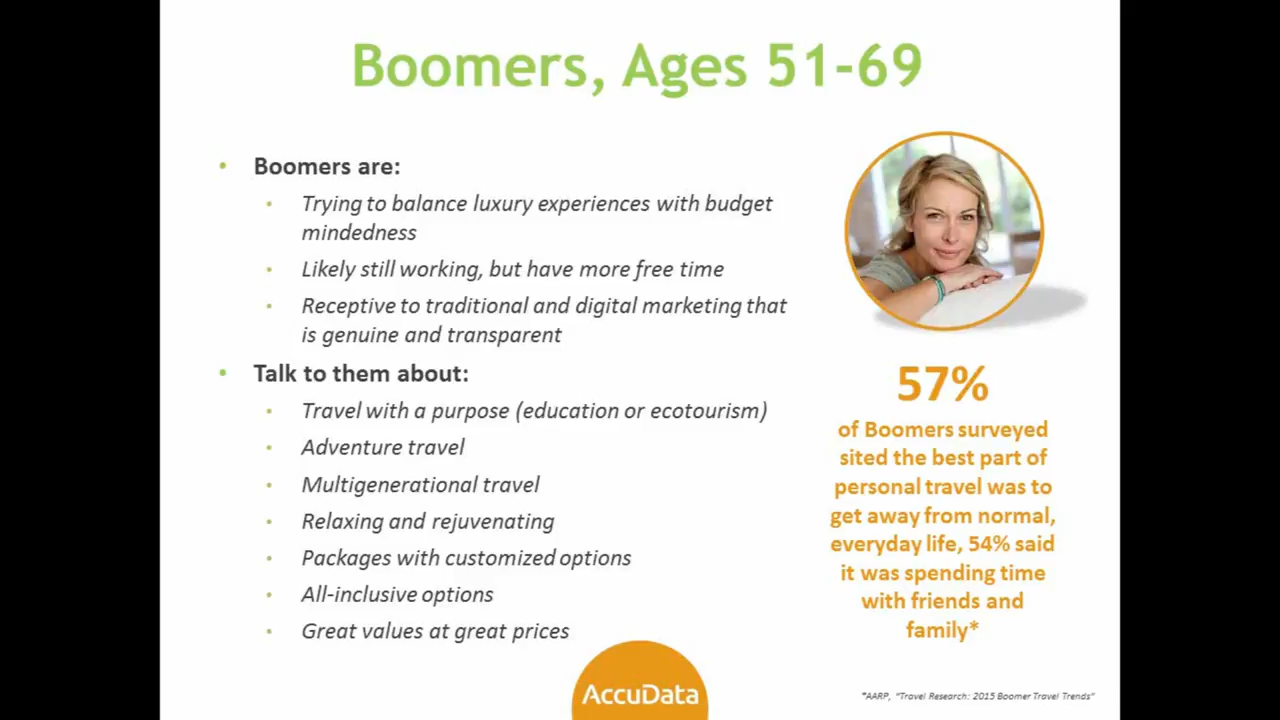 Boomers, Ages 51-69
• Boomers are:
• Trying to balance luxury experiences with budget
mindedness
• Likely still working, but have more free time
• Receptive to traditional and digital marketing that
is genuine and transparent
• Talk to them about:
• Travel with a purpose (education or ecotourism)
• Adventure travel
• Multigenerational travel
• Relaxing and rejuvenating
• Packages with customized options
• All-inclusive options
• Great values at great prices
57%
of Boomers surveyed
sited the best part of
personal travel was to
get away from normal,
everyday life, 54% said
it was spending time
with friends and
family*
AccuData
*AARP, "Travel Research: 2015 Boomer Travel Trends"